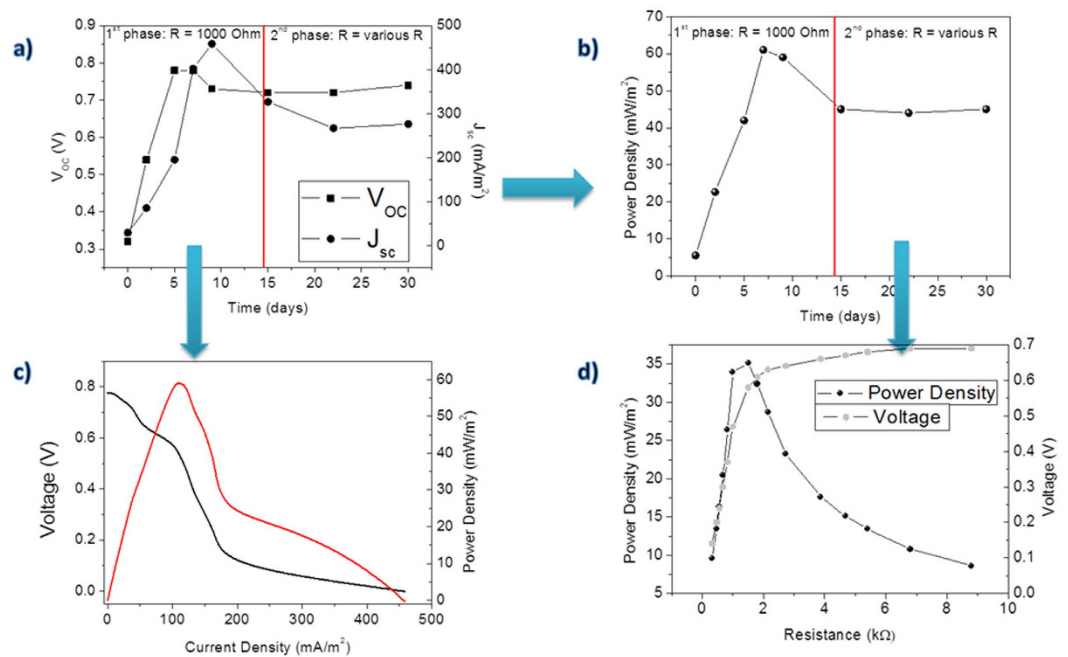 a)
1st phase: R = 1000 Ohm
2nd phase: R = various R
0.9
0.8
0.7
0.6
0.5
0.4
0.3
VOC (V)
500
400
300
200
100
0
Jsc (mA/m2)
VOC
Jsc
0 5 10 15 20 25 30
Time (days)
b)
1st phase: R = 1000 Ohm
2nd phase: R = various R
70
60
50
40
30
20
10
0
Power Density (mW/m2)
0 5 10 15 20 25 30
Time (days)
c)
0.8
0.6
0.4
0.2
0.0
Voltage (V)
60
50
40
30
20
10
0
Power Density (mW/m2)
0 100 200 300 400 500
Current Density (mA/m2)
d)
35
30
25
20
15
10
5
Power Density (mW/m2)
Power Density
Voltage
0.7
0.6
0.5
0.4
0.3
0.2
0.1
0.0
Voltage (V)
0 2 4 6 8 10
Resistance (kΩ)